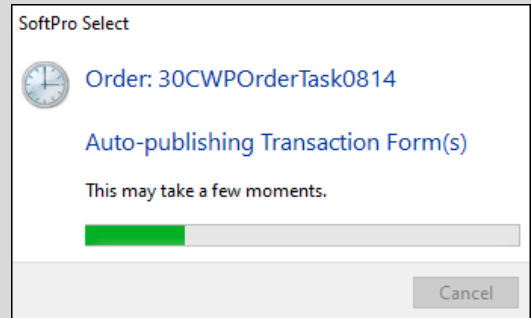 SoftPro Select
Order: 30CWPOrderTask0814
Auto-publishing Transaction Form(s)
This may take a few moments.
Cancel